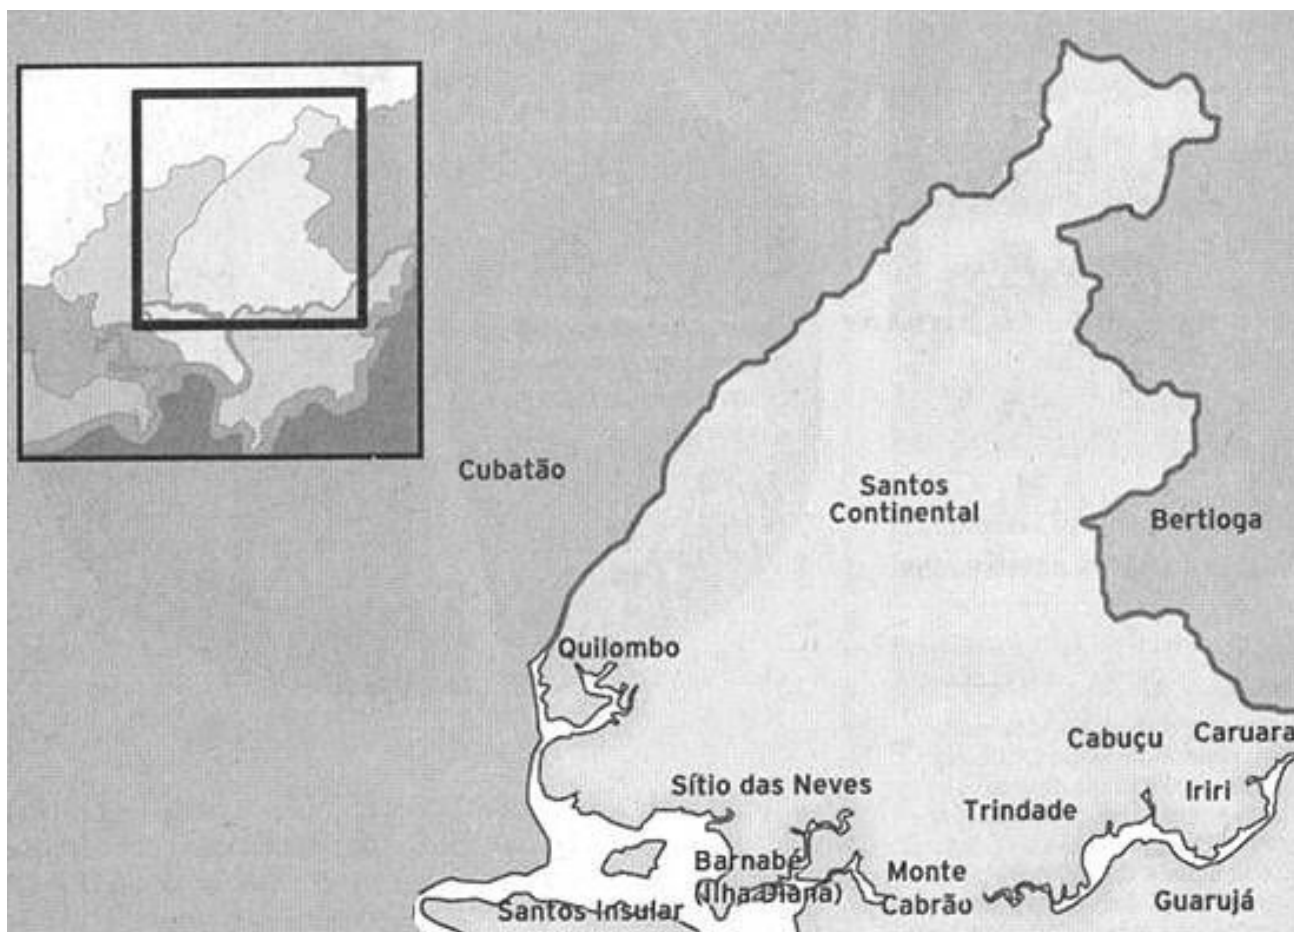 Cubatão
Santos
Continental
Bertioga
Quilombo
Cabuçu
Caruara
Sítio das Neves
Iriri
Trindade
Barnabé
(Ilha Diana)
Monte
Cabrão
Santos Insular
Guarujá